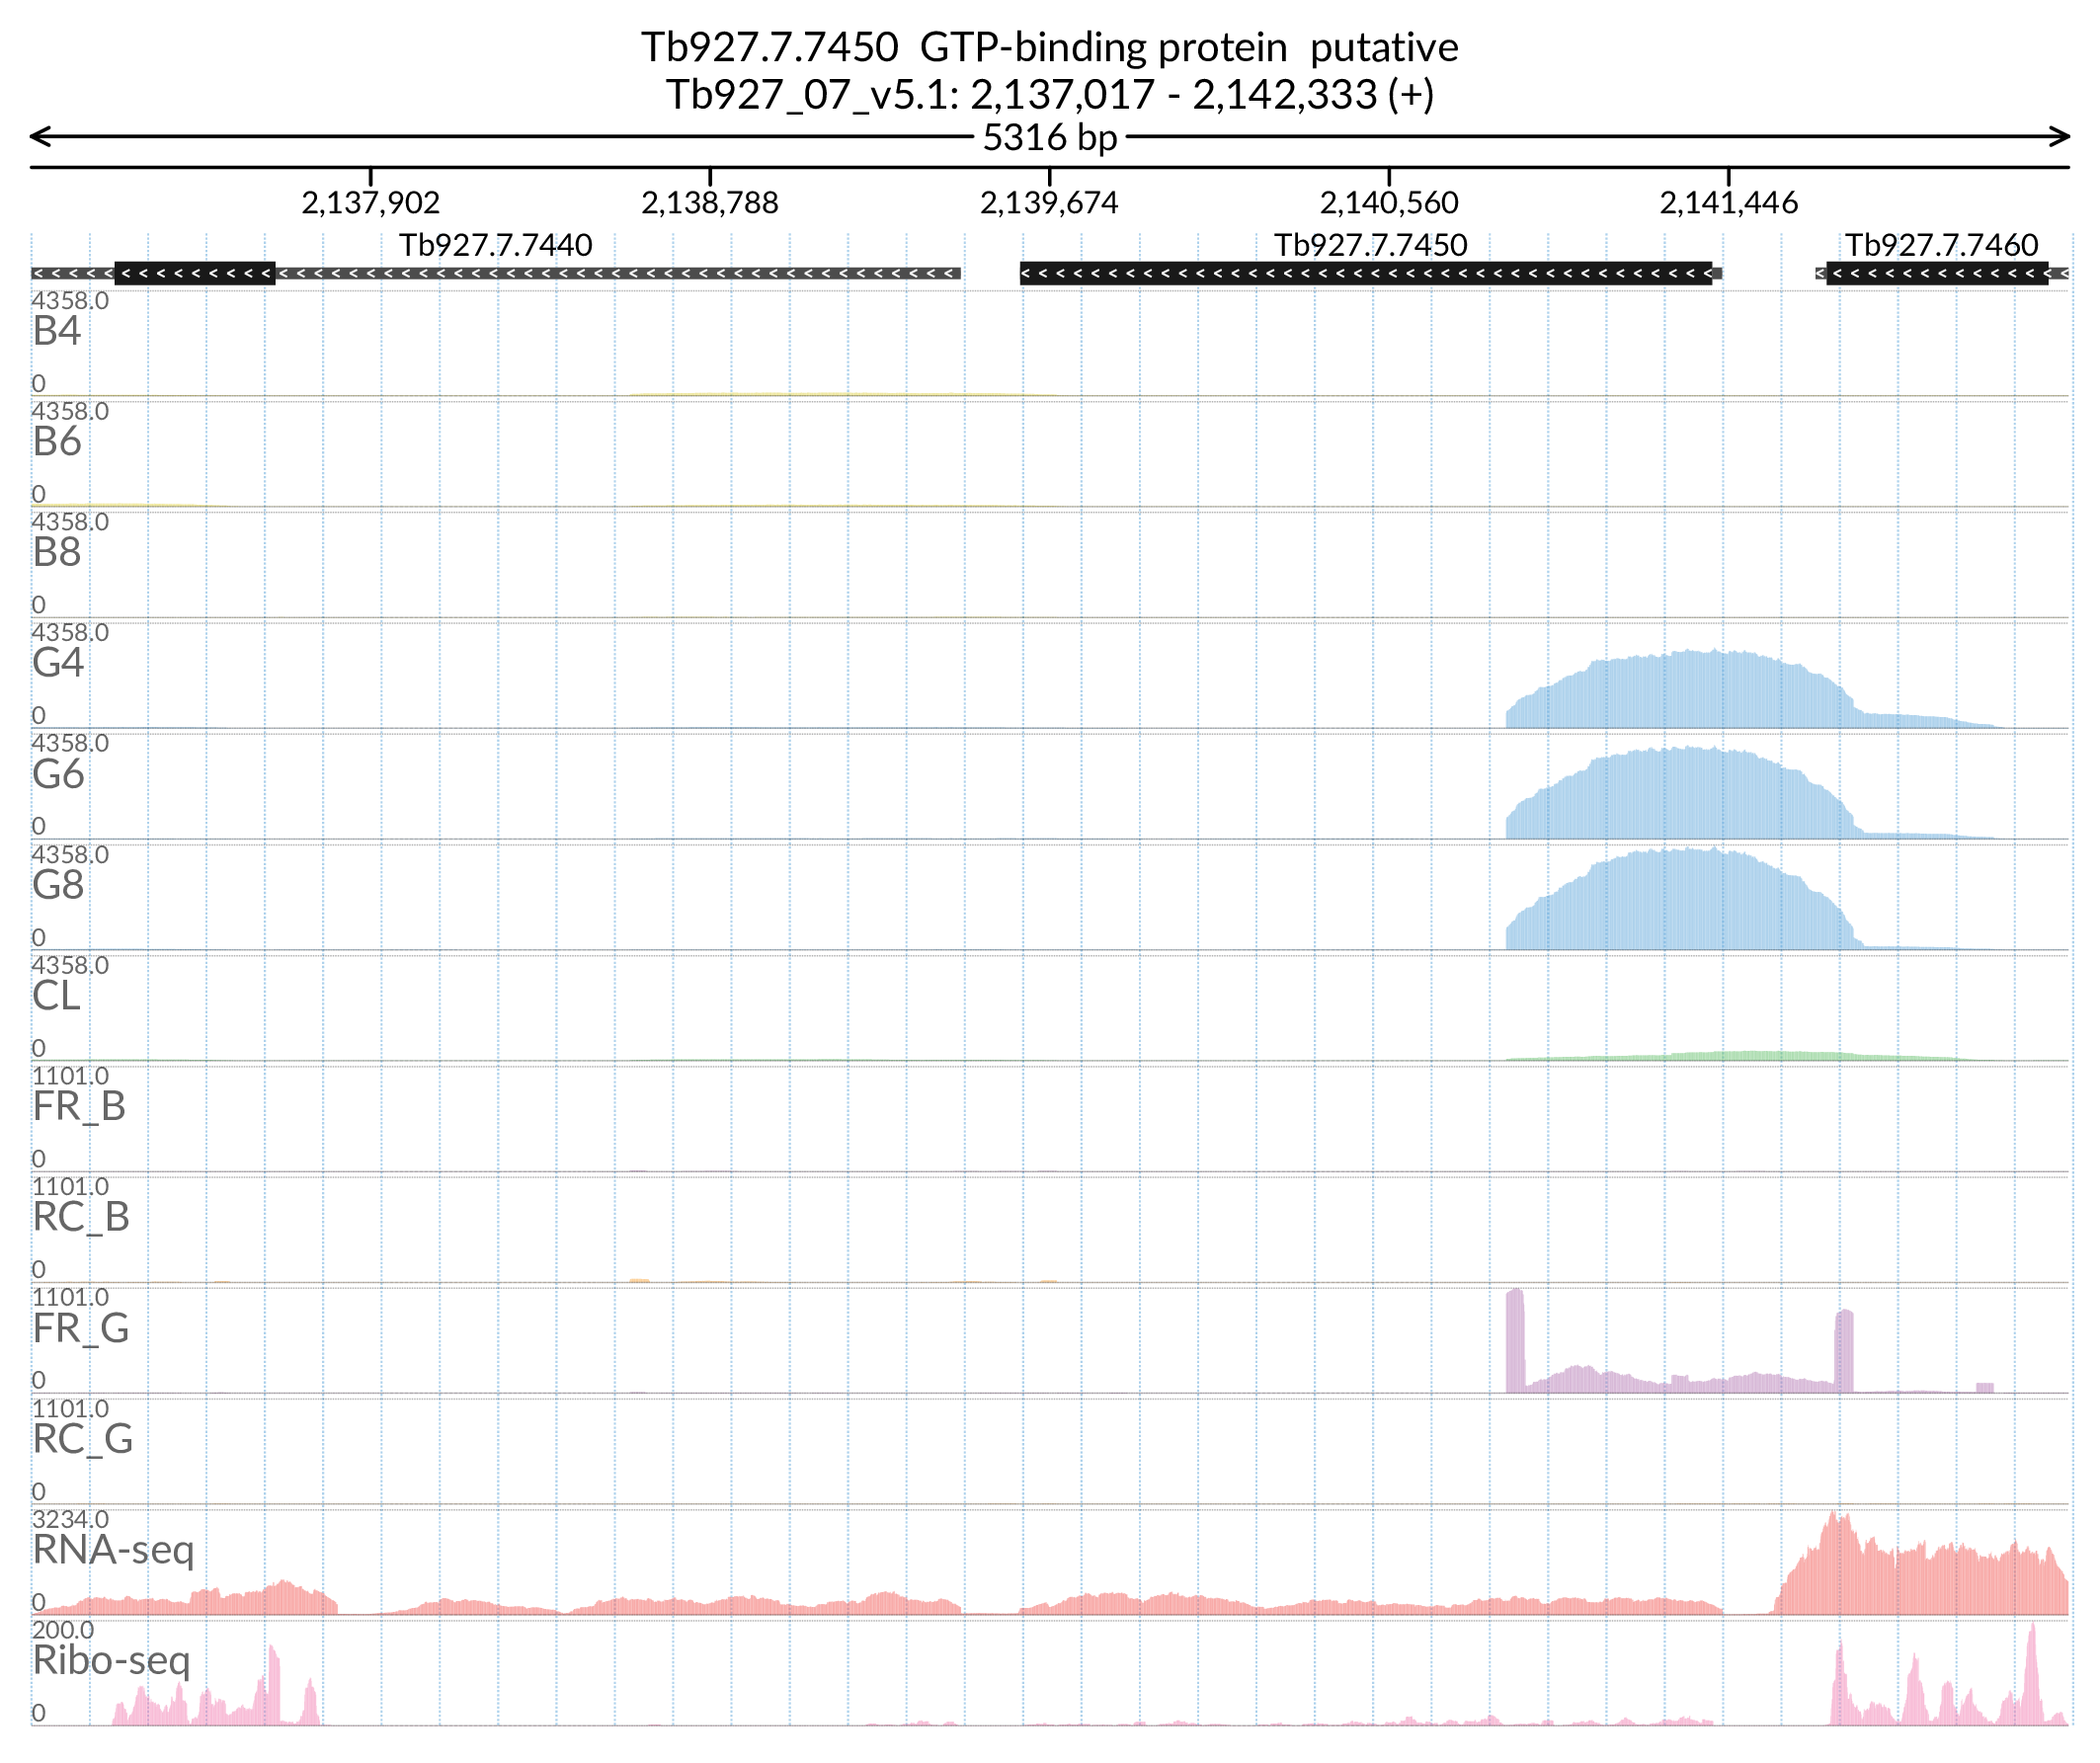 Tb927.7.7450 GTP-binding protein putative
Tb927_07_v5.1: 2,137,017 - 2,142,333 (+)
5316 bp
2,137,902 2,138,788 2,139,674 2,140,560 2,141,446
Tb927.7.7440 Tb927.7.7450 Tb927.7.7460
4358.0
B4
0
4358.0
B6
0
4358.0
B8
0
4358.0
G4
0
4358.0
G6
0
4358.0
G8
0
4358.0
CL
0
1101.0
FR_B
0
1101.0
RC_B
0
1101.0
FR_G
0
1101.0
RC_G
0
3234.0
RNA-seq
0
200.0
Ribo-seq
0